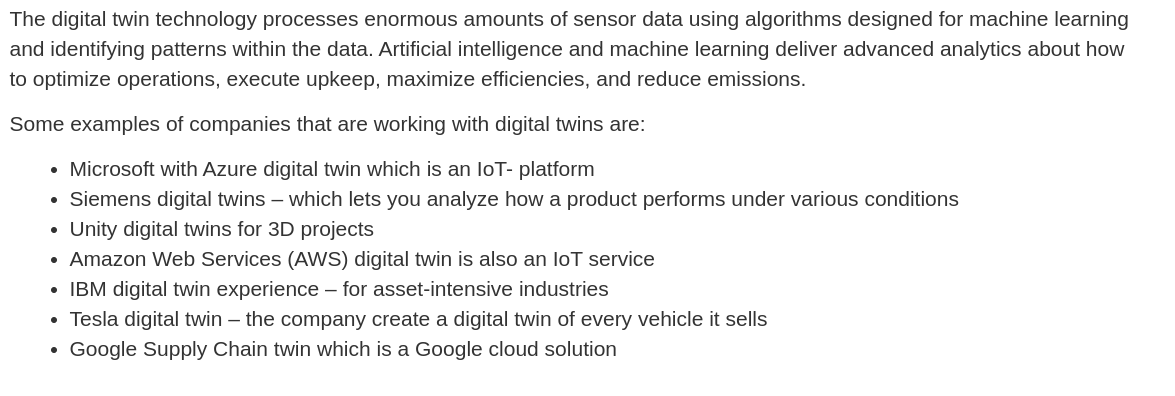 The digital twin technology processes enormous amounts of sensor data using algorithms designed for machine learning
and identifying patterns within the data. Artificial intelligence and machine learning deliver advanced analytics about how
to optimize operations, execute upkeep, maximize efficiencies, and reduce emissions.
Some examples of companies that are working with digital twins are:
• Microsoft with Azure digital twin which is an IoT- platform
• Siemens digital twins – which lets you analyze how a product performs under various conditions
• Unity digital twins for 3D projects
• Amazon Web Services (AWS) digital twin is also an IoT service
• IBM digital twin experience – for asset-intensive industries
• Tesla digital twin – the company create a digital twin of every vehicle it sells
• Google Supply Chain twin which is a Google cloud solution